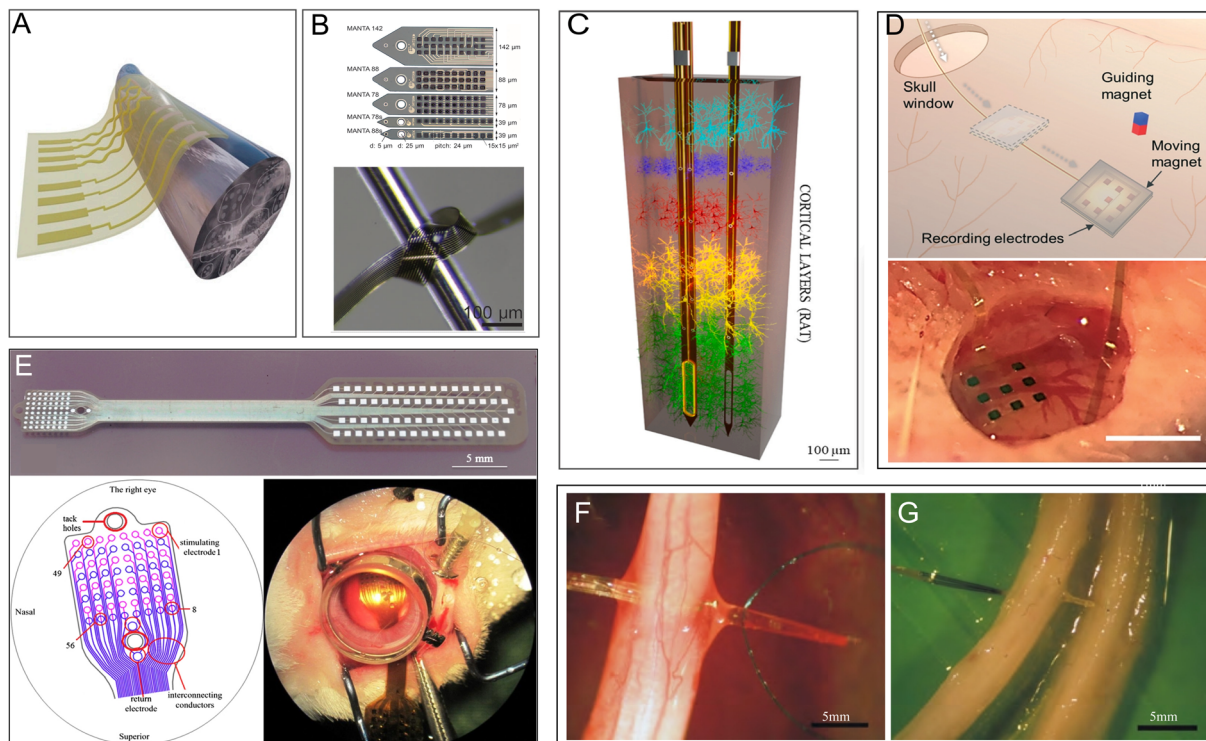 A
B
MANTA 142
142 µm
MANTA 88
88 µm
MANTA 78
78 µm
MANTA 78s
39 µm
MANTA 88s
39 µm
d: 5 µm d: 25 µm pitch: 24 µm 15x15 µm²
100 µm
C
CORTICAL LAYERS (RAT)
100 µm
D
Skull
window
Guiding
magnet
Moving
magnet
Recording electrodes
E
5 mm
The right eye
tack
holes
stimulating
electrode 1
49
Nasal
8
56
return
electrode
interconnecting
conductors
Superior
F
5mm
G
5mm